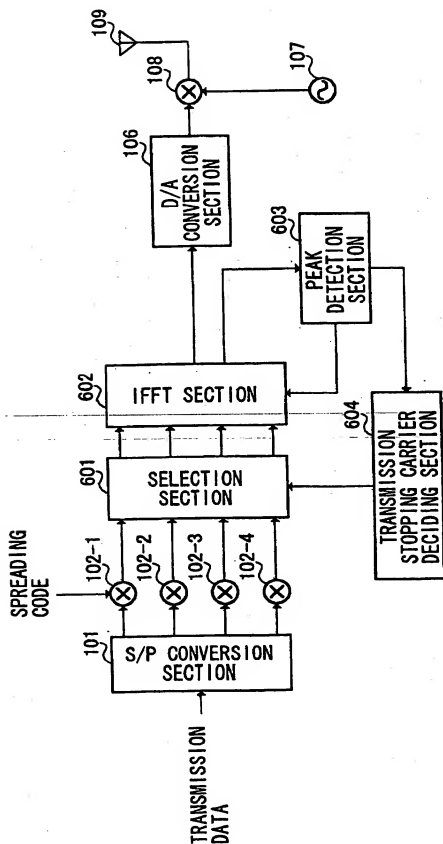 TRANSMISSION
DATA
101
S/P CONVERSION
SECTION
SPREADING
CODE
102-1
102-2
102-3
102-4
601
SELECTION
SECTION
602
IFFT SECTION
604
TRANSMISSION
STOPPING CARRIER
DECIDING SECTION
603
PEAK
DETECTION
SECTION
106
D/A
CONVERSION
SECTION
108
109
107